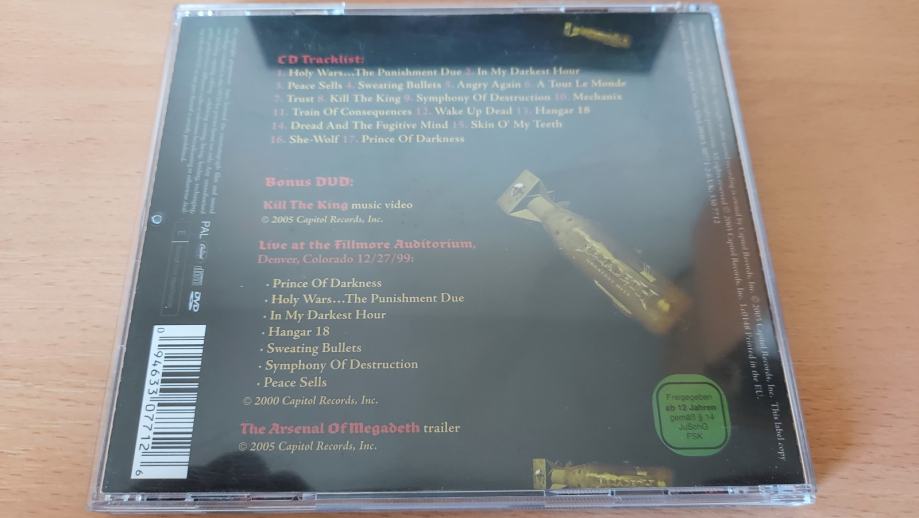 CD Tracklist:
1. Holy Wars...The Punishment Due 2. In My Darkest Hour
3. Peace Sells 4. Sweating Bullets 5. Angry Again 6. A Tout Le Monde
7. Trust 8. Kill The King 9. Symphony Of Destruction 10. Mechanix
11. Train Of Consequences 12. Wake Up Dead 13. Hangar 18
14. Dread And The Fugitive Mind 15. Skin O' My Teeth
16. She-Wolf 17. Prince Of Darkness
Bonus DVD:
Kill The King music video
© 2005 Capitol Records, Inc.
Live at the Fillmore Auditorium,
Denver, Colorado 12/27/99:
· Prince Of Darkness
· Holy Wars...The Punishment Due
· In My Darkest Hour
· Hangar 18
· Sweating Bullets
· Symphony Of Destruction
· Peace Sells
© 2000 Capitol Records, Inc.
The Arsenal Of Megadeth trailer
© 2005 Capitol Records, Inc.
PAL
DVD
0 94633 07712 6
Freigegeben
ab 12 Jahren
gemäß § 14
JuSchG
FSK